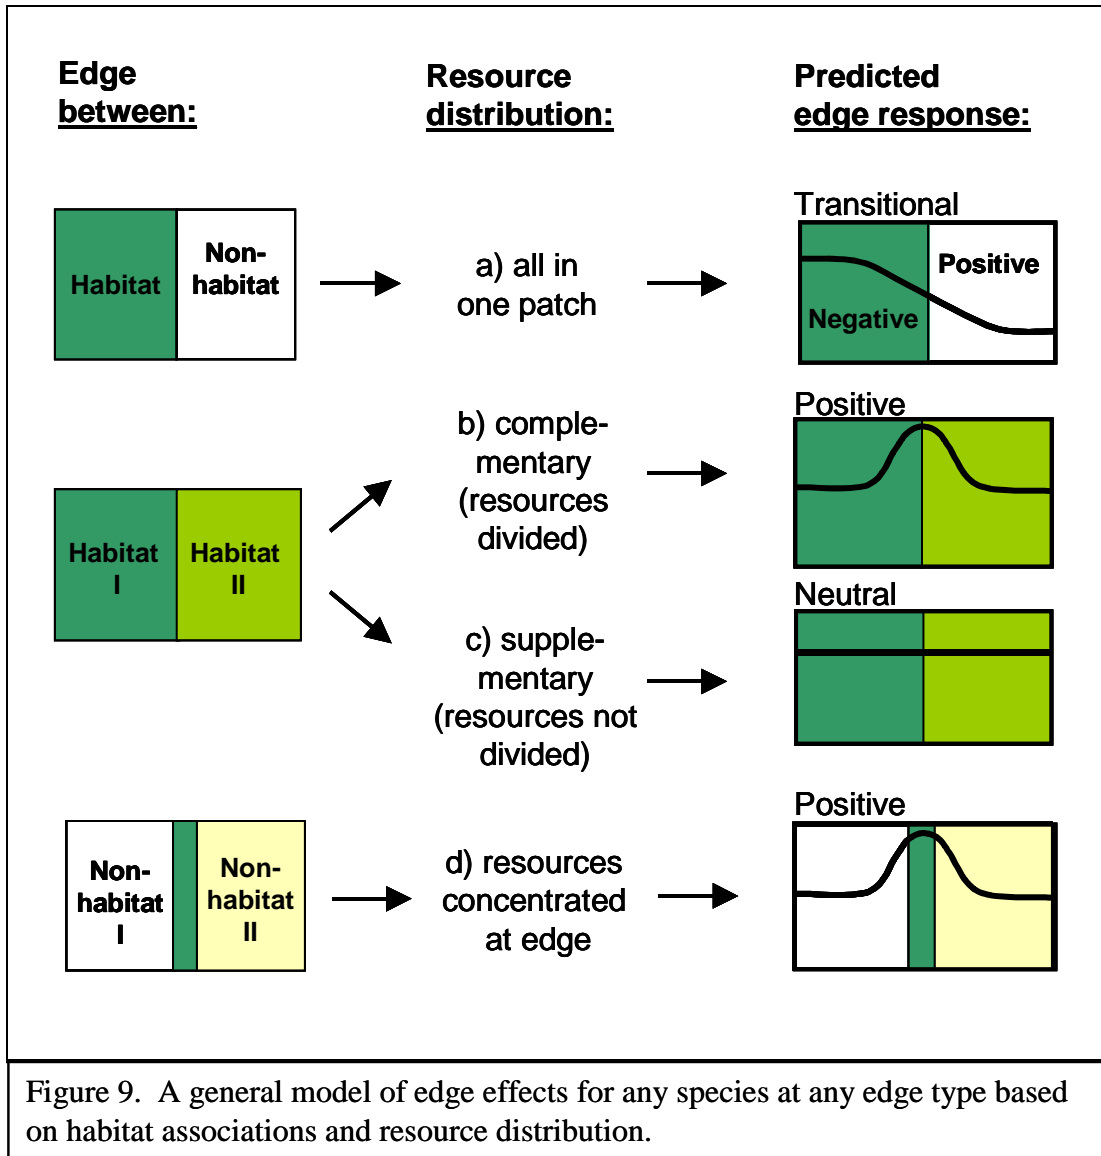 Edge
between:
Resource
distribution:
Predicted
edge response:
Habitat
Non-
habitat
a) all in
one patch
Transitional
Negative
Positive
Habitat
I
Habitat
II
b) comple-
mentary
(resources
divided)
Positive
c) supple-
mentary
(resources not
divided)
Neutral
Non-
habitat
I
Non-
habitat
II
d) resources
concentrated
at edge
Positive
Figure 9.  A general model of edge effects for any species at any edge type based
on habitat associations and resource distribution.